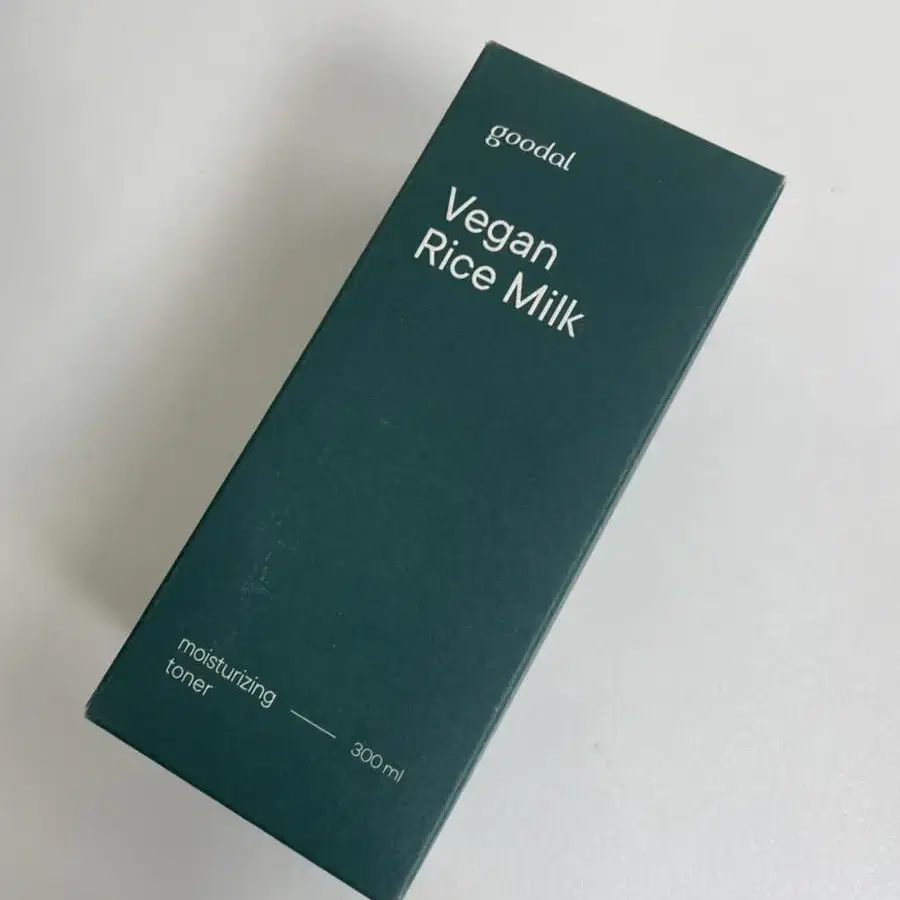 goodal
Vegan
Rice Milk
moisturizing
toner
300 ml